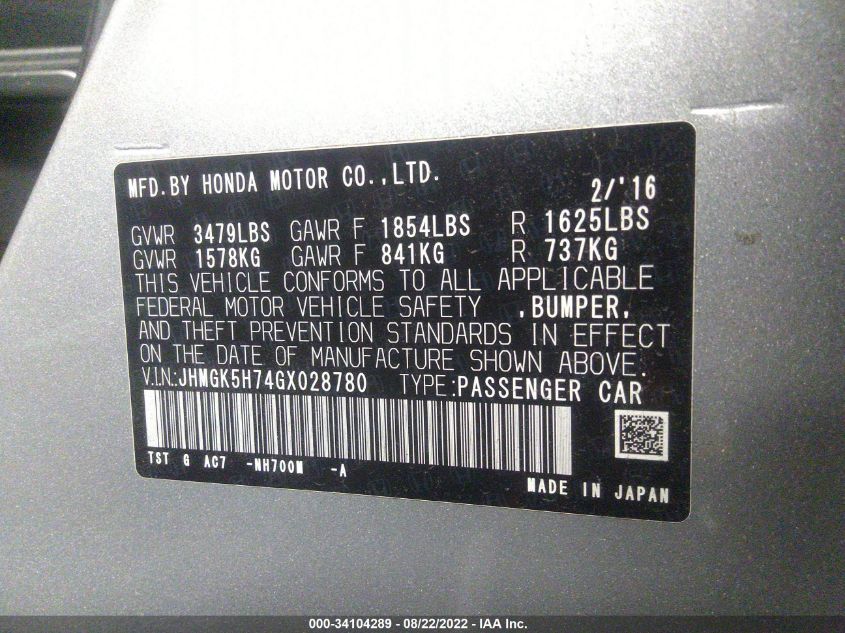 MFD.BY HONDA MOTOR CO.,LTD. 2/'16
GVWR 3479LBS GAWR F 1854LBS R 1625LBS
GVWR 1578KG GAWR F 841KG R 737KG
THIS VEHICLE CONFORMS TO ALL APPLICABLE
FEDERAL MOTOR VEHICLE SAFETY ,BUMPER,
AND THEFT PREVENTION STANDARDS IN EFFECT
ON THE DATE OF MANUFACTURE SHOWN ABOVE.
V.I.N.:JHMGK5H74GX028780 TYPE:PASSENGER CAR
TST G AC7 -NH700M -A
MADE IN JAPAN
000-34104289 - 08/22/2022 - IAA Inc.